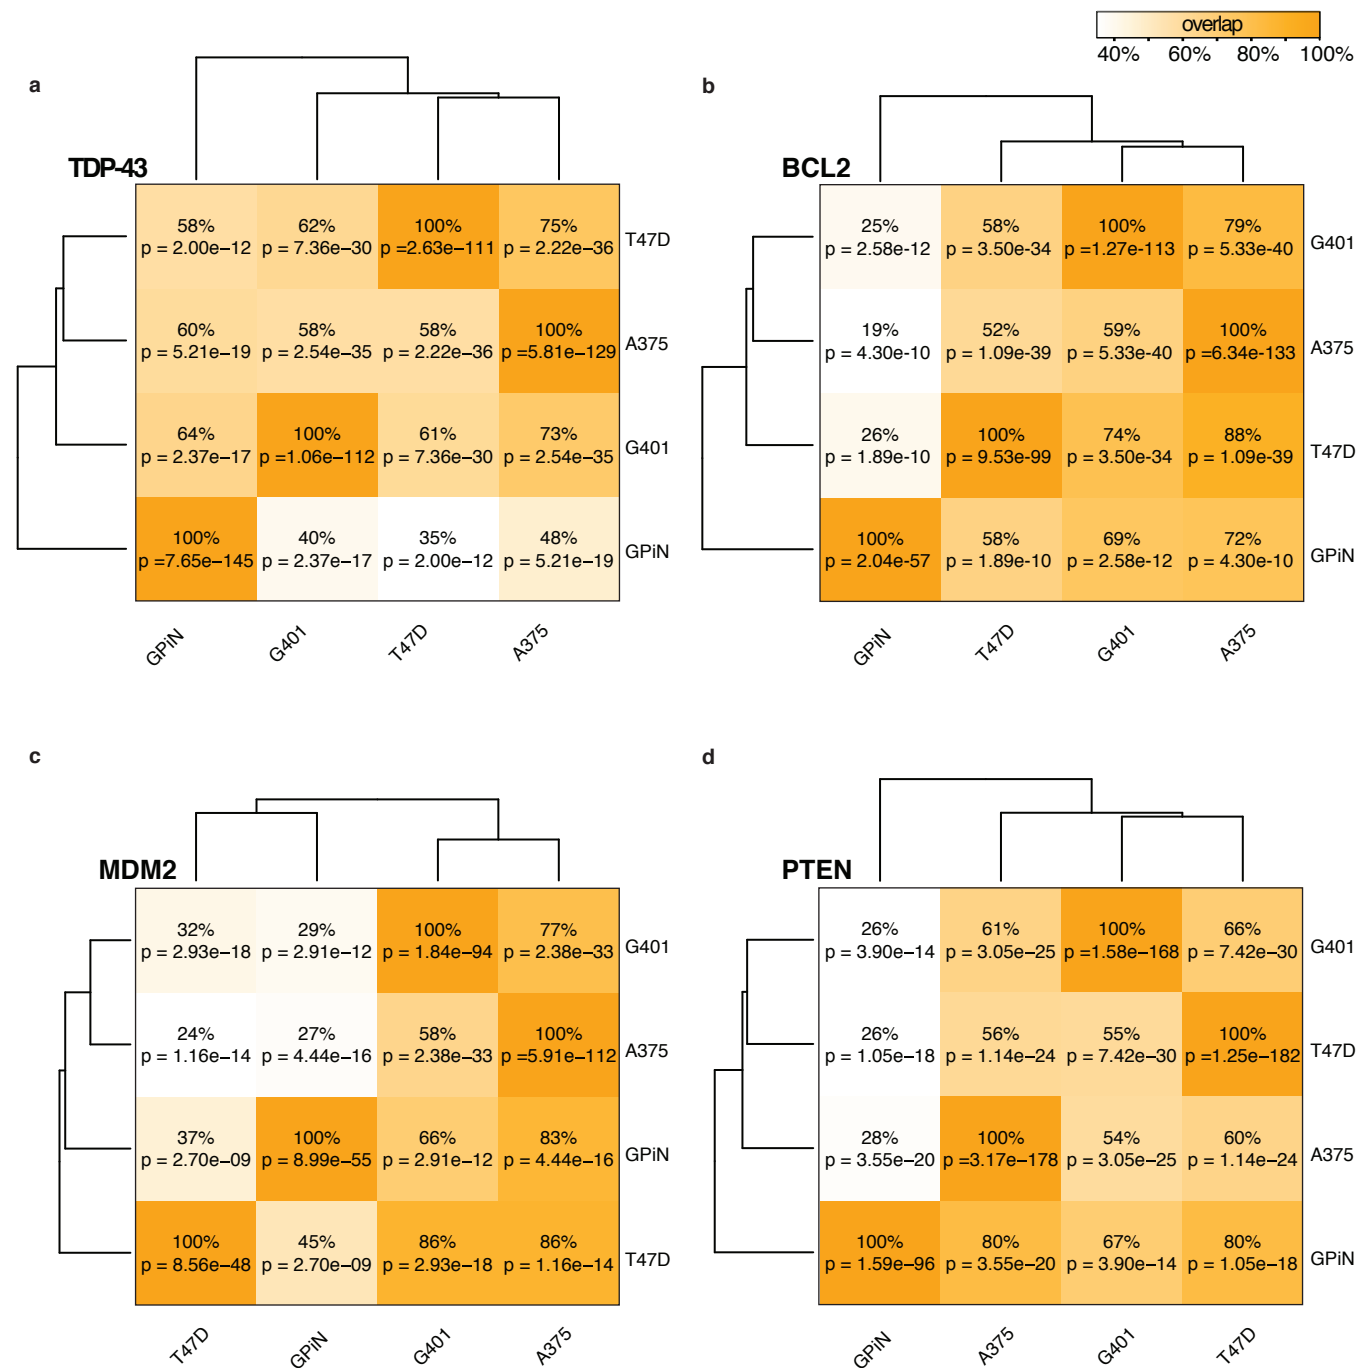 overlap
40% 60% 80% 100%
a
TDP-43
58% 62% 100% 75%
p = 2.00e−12 p = 7.36e−30 p =2.63e−111 p = 2.22e−36 T47D
60% 58% 58% 100%
p = 5.21e−19 p = 2.54e−35 p = 2.22e−36 p =5.81e−129 A375
64% 100% 61% 73%
p = 2.37e−17 p =1.06e−112 p = 7.36e−30 p = 2.54e−35 G401
100% 40% 35% 48%
p =7.65e−145 p = 2.37e−17 p = 2.00e−12 p = 5.21e−19 GPiN
GPiN G401 T47D A375
b
BCL2
25% 58% 100% 79%
p = 2.58e-12 p = 3.50e-34 p =1.27e-113 p = 5.33e-40 G401
19% 52% 59% 100%
p = 4.30e-10 p = 1.09e-39 p = 5.33e-40 p =6.34e-133 A375
26% 100% 74% 88%
p = 1.89e-10 p = 9.53e-99 p = 3.50e-34 p = 1.09e-39 T47D
100% 58% 69% 72%
p = 2.04e-57 p = 1.89e-10 p = 2.58e-12 p = 4.30e-10 GPiN
GPiN T47D G401 A375
c
MDM2
32% 29% 100% 77%
p = 2.93e−18 p = 2.91e−12 p = 1.84e−94 p = 2.38e−33 G401
24% 27% 58% 100%
p = 1.16e−14 p = 4.44e−16 p = 2.38e−33 p =5.91e−112 A375
37% 100% 66% 83%
p = 2.70e−09 p = 8.99e−55 p = 2.91e−12 p = 4.44e−16 GPiN
100% 45% 86% 86%
p = 8.56e−48 p = 2.70e−09 p = 2.93e−18 p = 1.16e−14 T47D
T47D GPiN G401 A375
d
PTEN
26% 61% 100% 66%
p = 3.90e−14 p = 3.05e−25 p =1.58e−168 p = 7.42e−30 G401
26% 56% 55% 100%
p = 1.05e−18 p = 1.14e−24 p = 7.42e−30 p =1.25e−182 T47D
28% 100% 54% 60%
p = 3.55e−20 p =3.17e−178 p = 3.05e−25 p = 1.14e−24 A375
100% 80% 67% 80%
p = 1.59e−96 p = 3.55e−20 p = 3.90e−14 p = 1.05e−18 GPiN
GPiN A375 G401 T47D